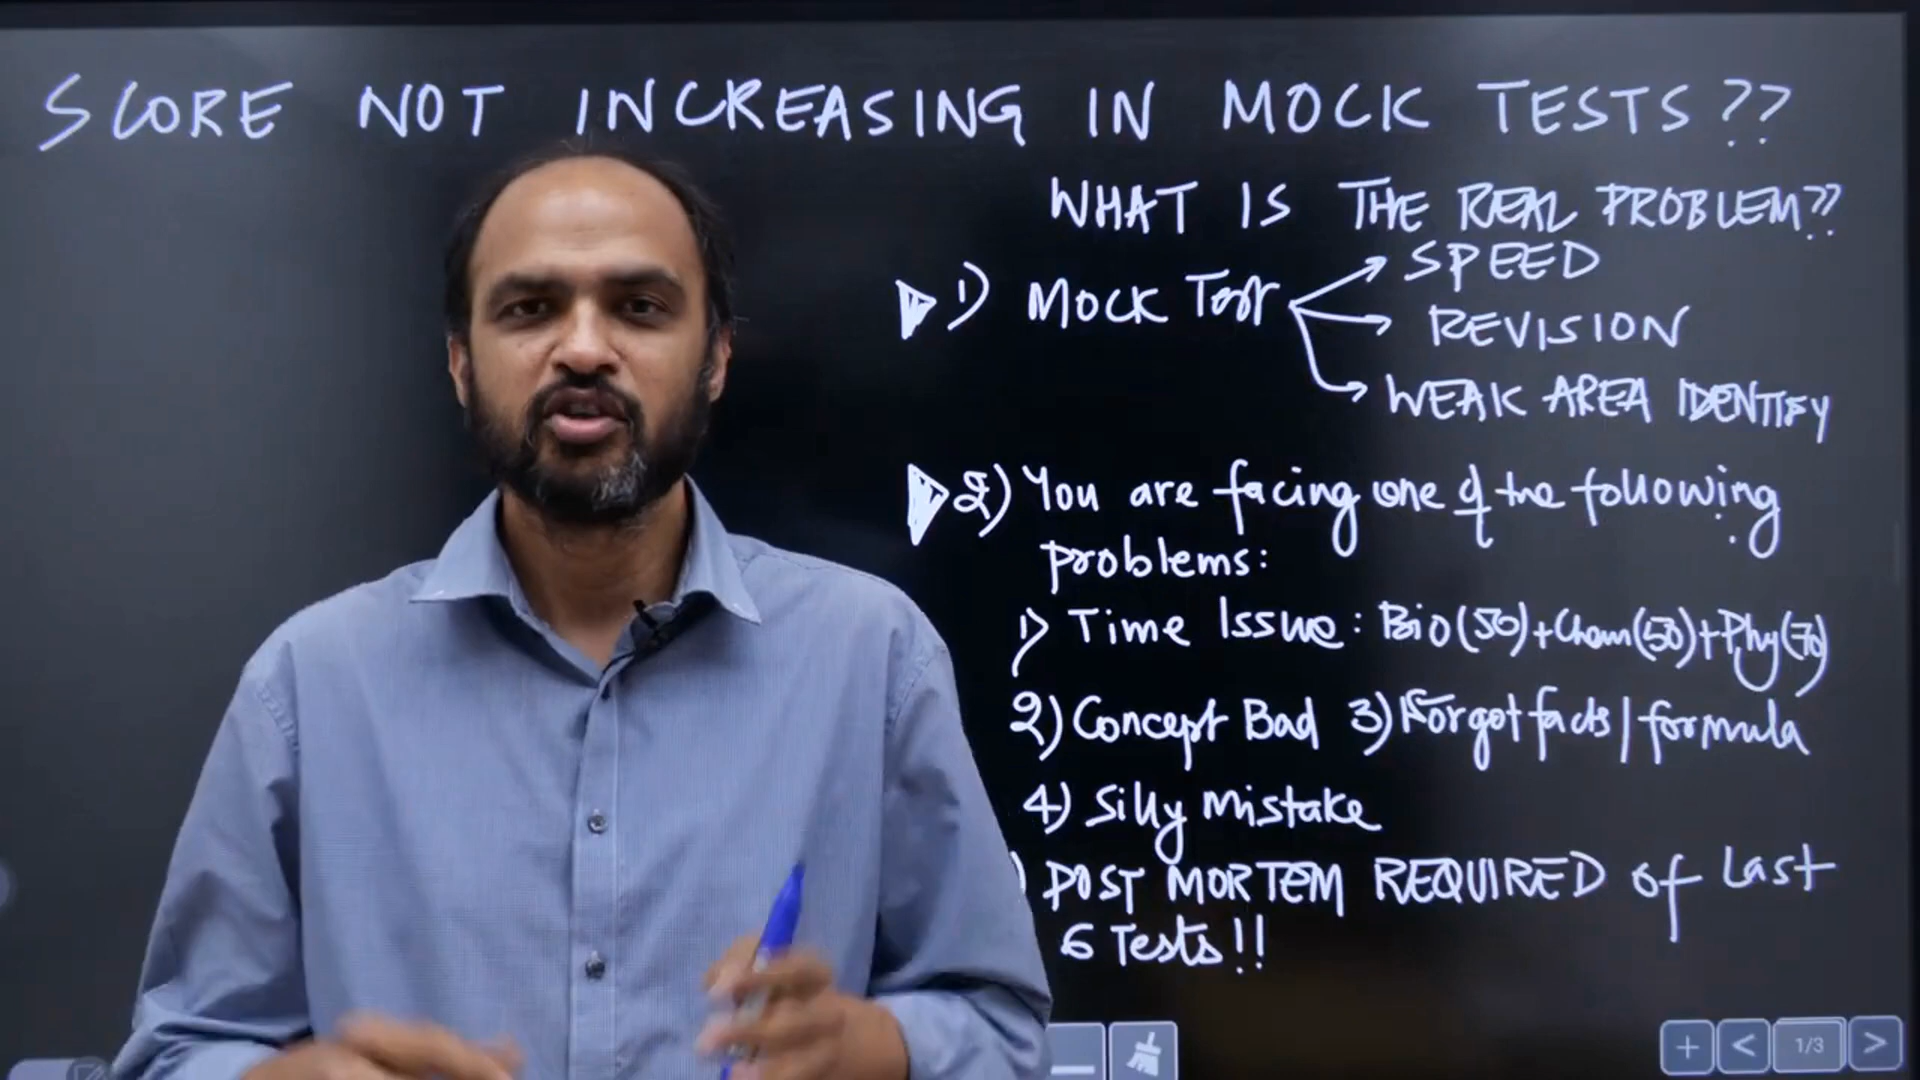 SCORE NOT INCREASING IN MOCK TESTS??
WHAT IS THE REAL PROBLEM??
1) MOCK Test
SPEED
REVISION
WEAK AREA IDENTIFY
2) You are facing one of the following
problems:
1) Time Issue: Bio(50)+Chem(50)+Phy(70)
2) Concept Bad 3) Forgot facts/formula
4) Silly Mistake
) POST MORTEM REQUIRED of Last
6 Tests!!
1/3